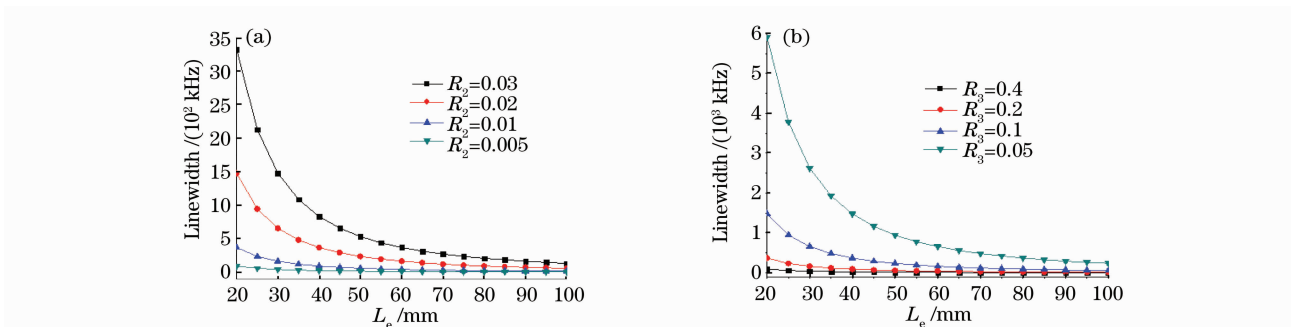 (a)
Linewidth /(10² kHz)
35
30
25
20
15
10
5
0
R₂=0.03
R₂=0.02
R₂=0.01
R₂=0.005
20 30 40 50 60 70 80 90 100
Lₑ/mm
(b)
Linewidth /(10³ kHz)
6
5
4
3
2
1
0
R₃=0.4
R₃=0.2
R₃=0.1
R₃=0.05
20 30 40 50 60 70 80 90 100
Lₑ/mm